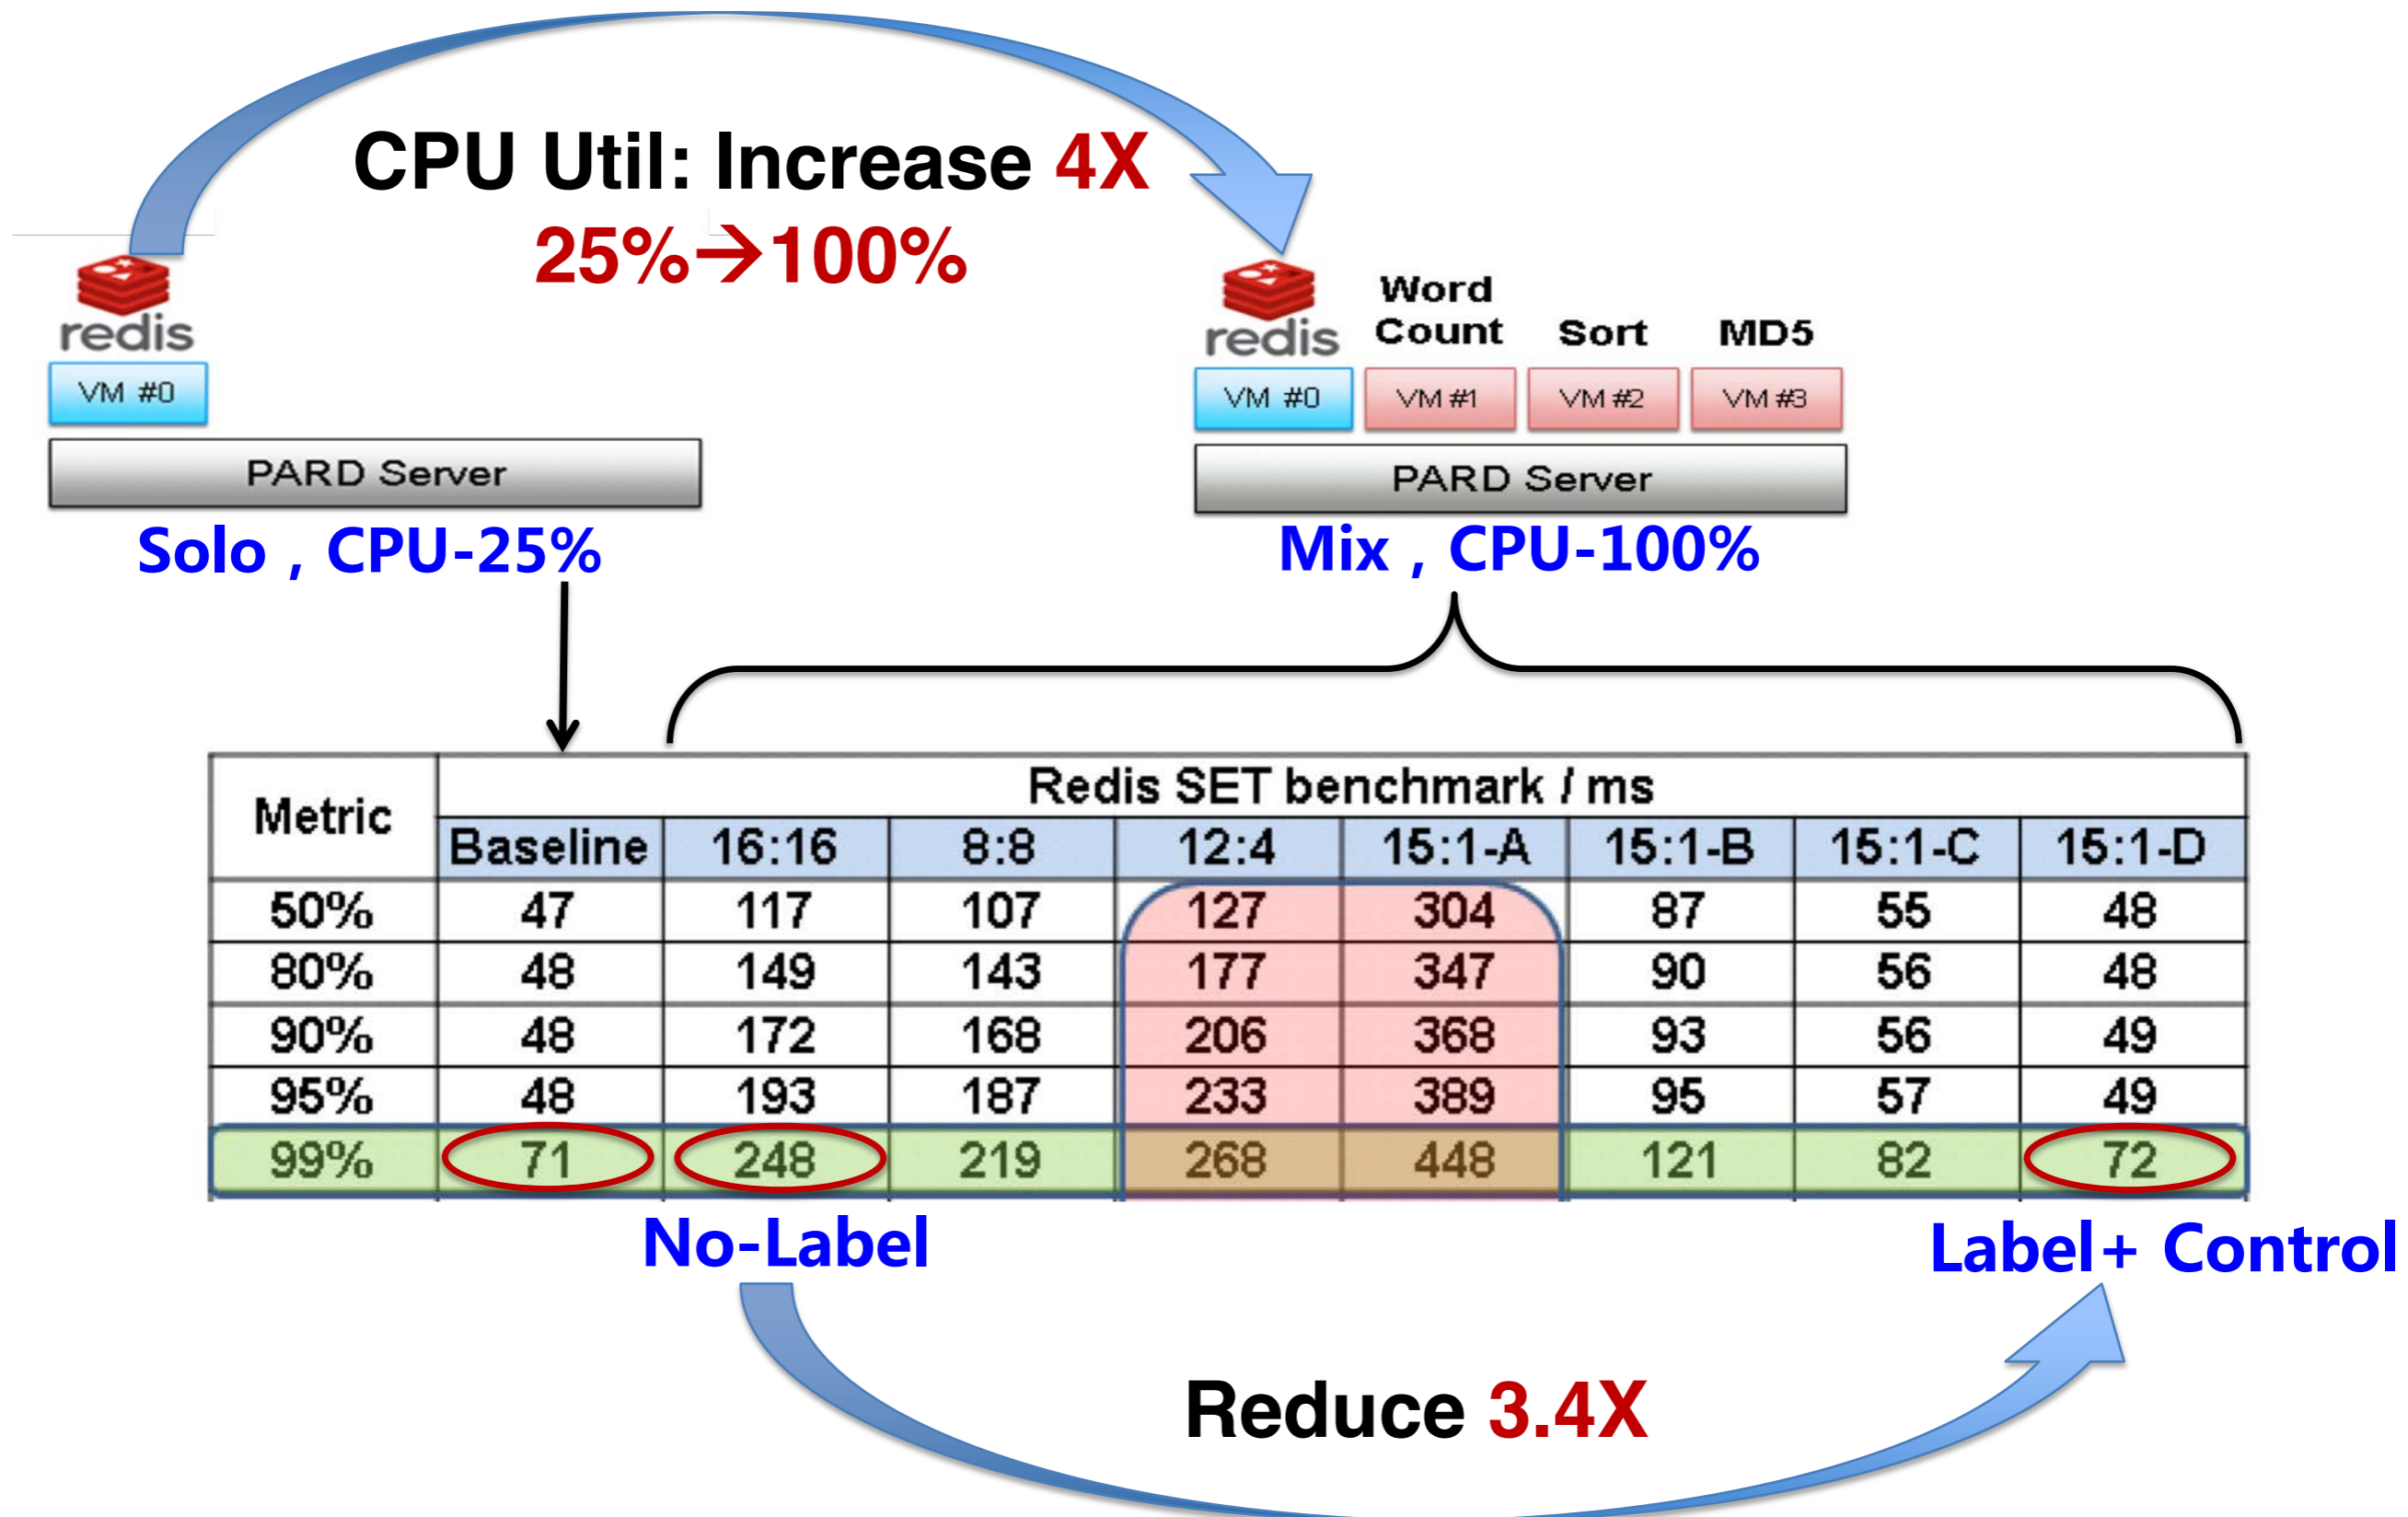 CPU Util: Increase 4X
25%→100%
redis
VM #0
PARD Server
Solo , CPU-25%
redis
Word
Count
Sort
MD5
VM #0
VM #1
VM #2
VM #3
PARD Server
Mix , CPU-100%
Metric
Redis SET benchmark / ms
Baseline 16:16 8:8 12:4 15:1-A 15:1-B 15:1-C 15:1-D
50% 47 117 107 127 304 87 55 48
80% 48 149 143 177 347 90 56 48
90% 48 172 168 206 368 93 56 49
95% 48 193 187 233 389 95 57 49
99% 71 248 219 268 448 121 82 72
No-Label
Label+ Control
Reduce 3.4X